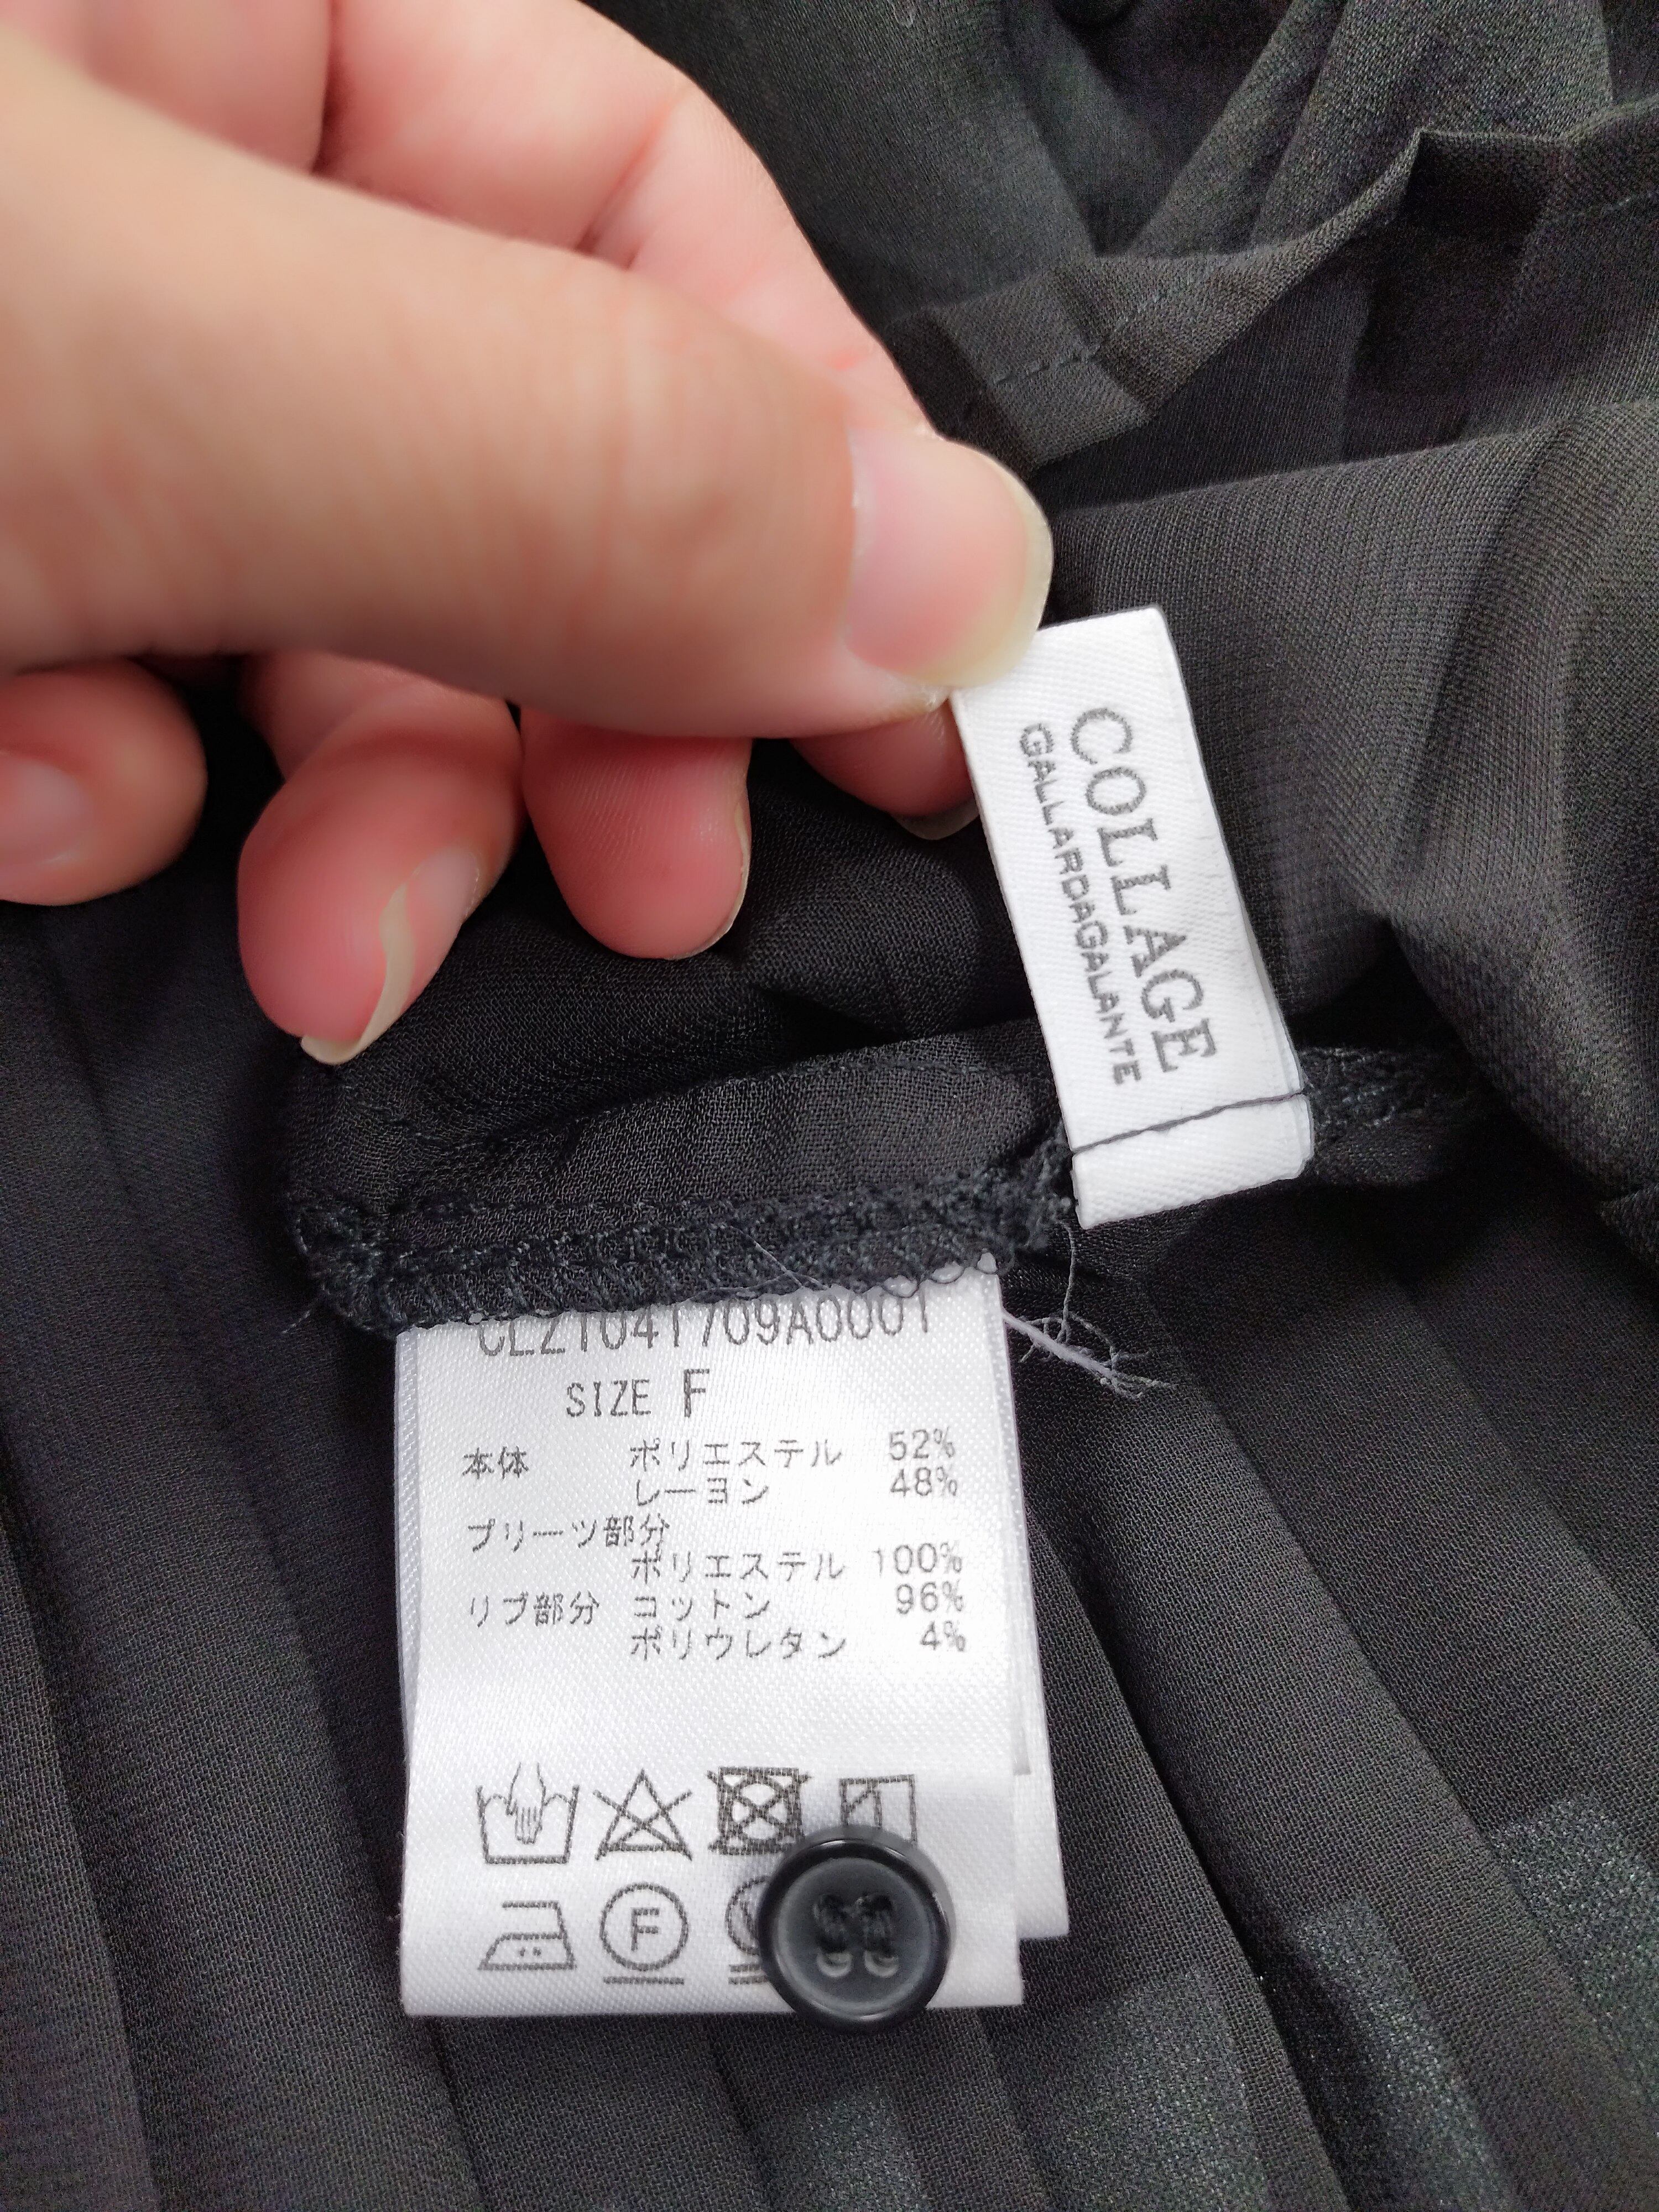 COLLAGE
GALLARDAGALANTE
CL21041709A0001
SIZE F
本体 ポリエステル 52%
レーヨン 48%
プリーツ部分
ポリエステル 100%
リブ部分 コットン 96%
ポリウレタン 4%
F